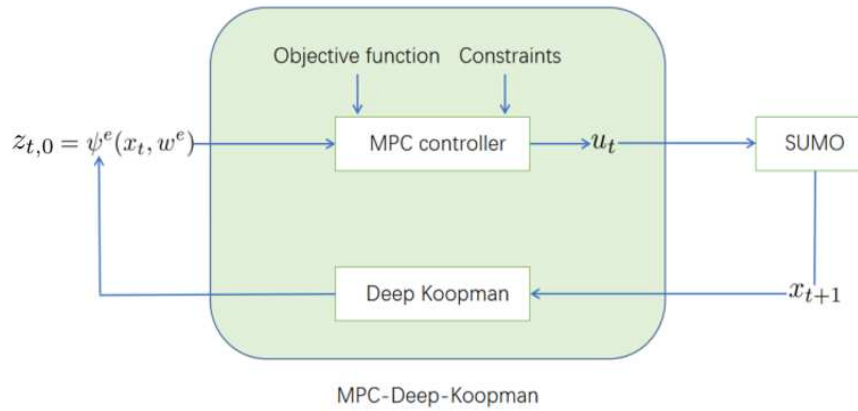 Objective function Constraints
z_{t,0} = ψ^e(x_t, w^e) MPC controller u_t SUMO
Deep Koopman x_{t+1}
MPC-Deep-Koopman